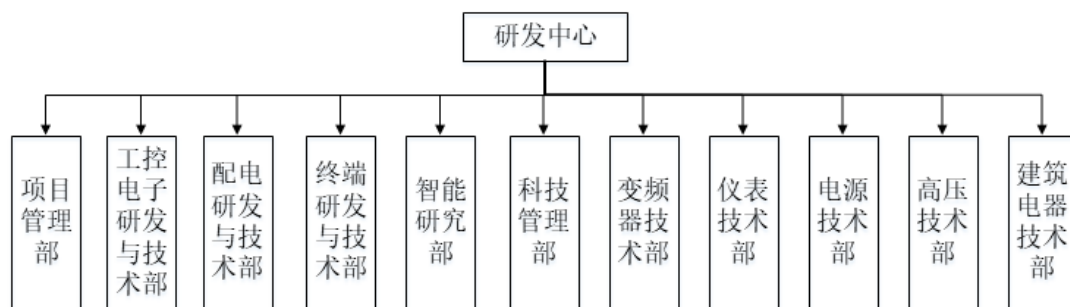 研发中心
项目
管理
部
工控
电子
研发
与技
术部
配电
研发
与技
术部
终端
研发
与技
术部
智能
研究
部
科技
管理
部
变频
器技
术部
仪表
技术
部
电源
技术
部
高压
技术
部
建筑
电器
技术
部